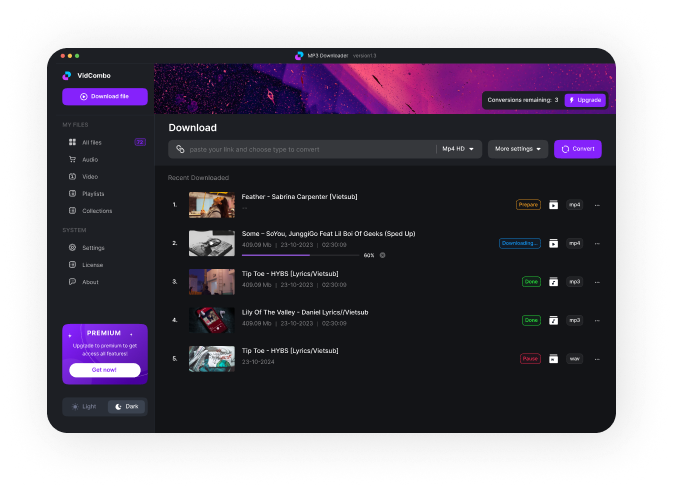 MP3 Downloader version1.3
VidCombo
Download file
Conversions remaining: 3 Upgrade
MY FILES
All files
Audio
Video
Playlists
Collections
SYSTEM
Settings
License
About
PREMIUM
Upgrade to premium to get
access all features!
Get now!
Light Dark
Download
paste your link and choose type to convert Mp4 HD More settings Convert
Recent Downloaded
1. Feather - Sabrina Carpenter [Vietsub] Prepare mp4
2. Some – SoYou, JunggiGo Feat Lil Boi Of Geeks (Sped Up)
409.09 Mb | 23-10-2023 | 02:30:09 Downloading... mp4
60%
3. Tip Toe - HYBS [Lyrics/Vietsub]
409.09 Mb | 23-10-2023 | 02:30:09 Done mp3
4. Lily Of The Valley - Daniel Lyrics//Vietsub
409.09 Mb | 23-10-2023 | 02:30:09 Done mp3
5. Tip Toe - HYBS [Lyrics/Vietsub]
23-10-2024 Pause wav